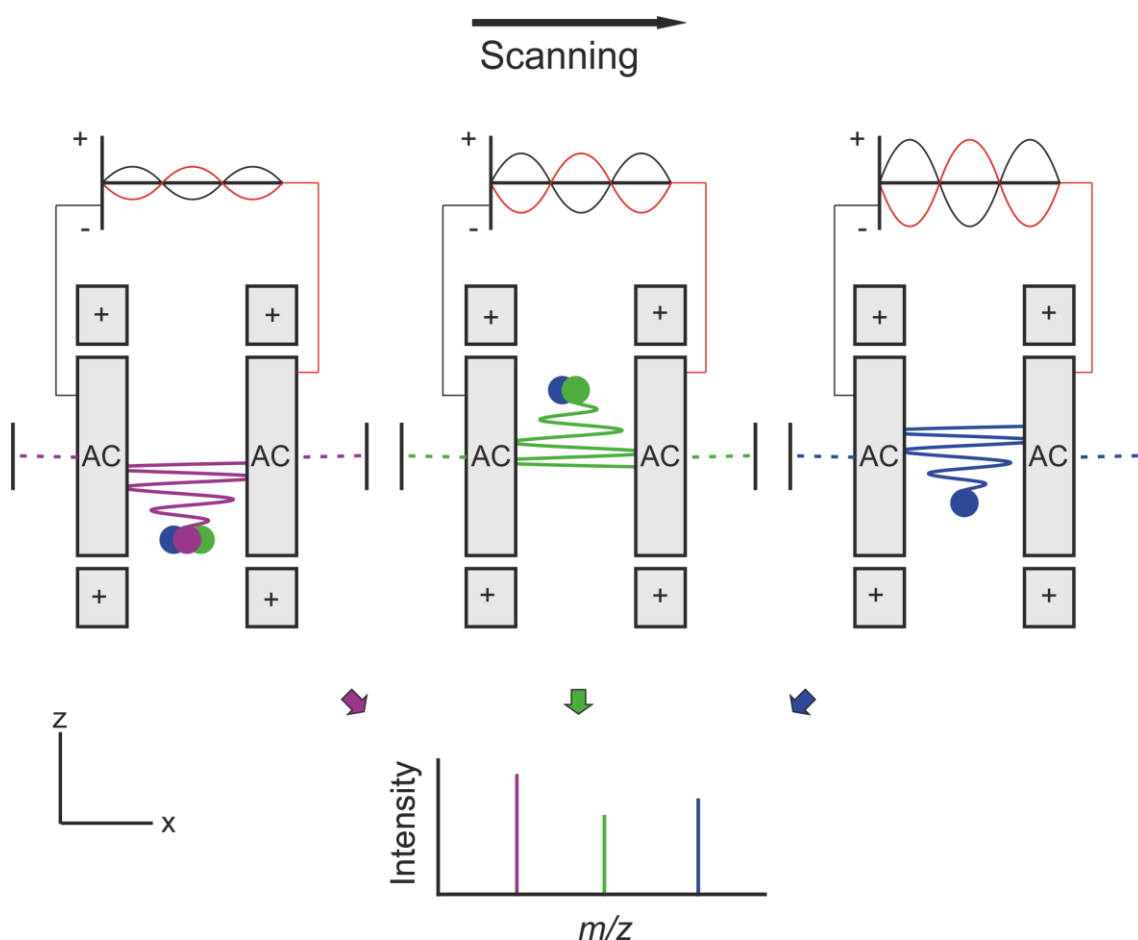 Scanning
+
-
+
-
+
-
+
+
+
+
+
+
AC
AC
AC
AC
AC
AC
+
+
+
+
+
+
z
x
Intensity
m/z